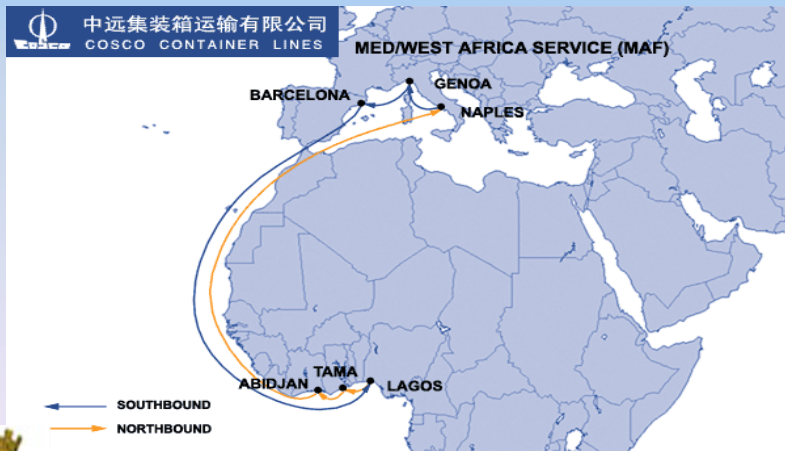 中远集装箱运输有限公司
COSCO CONTAINER LINES
COSCO
MED/WEST AFRICA SERVICE (MAF)
GENOA
BARCELONA
NAPLES
TAMA
ABIDJAN
LAGOS
SOUTHBOUND
NORTHBOUND